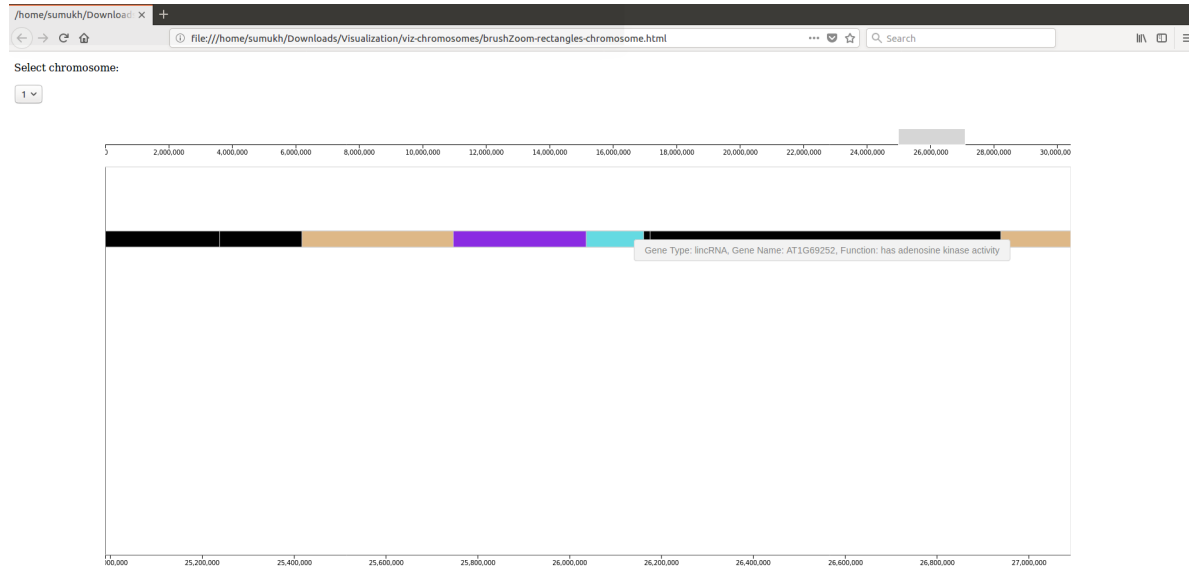 /home/sumukh/Download
file:///home/sumukh/Downloads/Visualization/viz-chromosomes/brushZoom-rectangles-chromosome.html
Search
Select chromosome:
1
2,000,000 4,000,000 6,000,000 8,000,000 10,000,000 12,000,000 14,000,000 16,000,000 18,000,000 20,000,000 22,000,000 24,000,000 26,000,000 28,000,000 30,000,00
Gene Type: lincRNA, Gene Name: AT1G69252, Function: has adenosine kinase activity
00,000 25,200,000 25,400,000 25,600,000 25,800,000 26,000,000 26,200,000 26,400,000 26,600,000 26,800,000 27,000,000